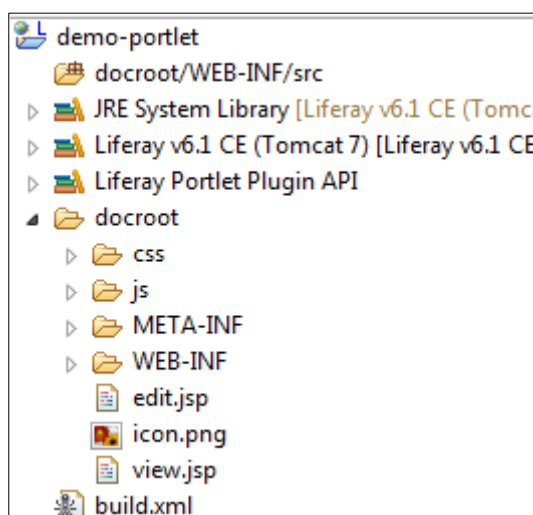 demo-portlet
docroot/WEB-INF/src
JRE System Library [Liferay v6.1 CE (Tomc
Liferay v6.1 CE (Tomcat 7) [Liferay v6.1 CE
Liferay Portlet Plugin API
docroot
css
js
META-INF
WEB-INF
edit.jsp
icon.png
view.jsp
build.xml